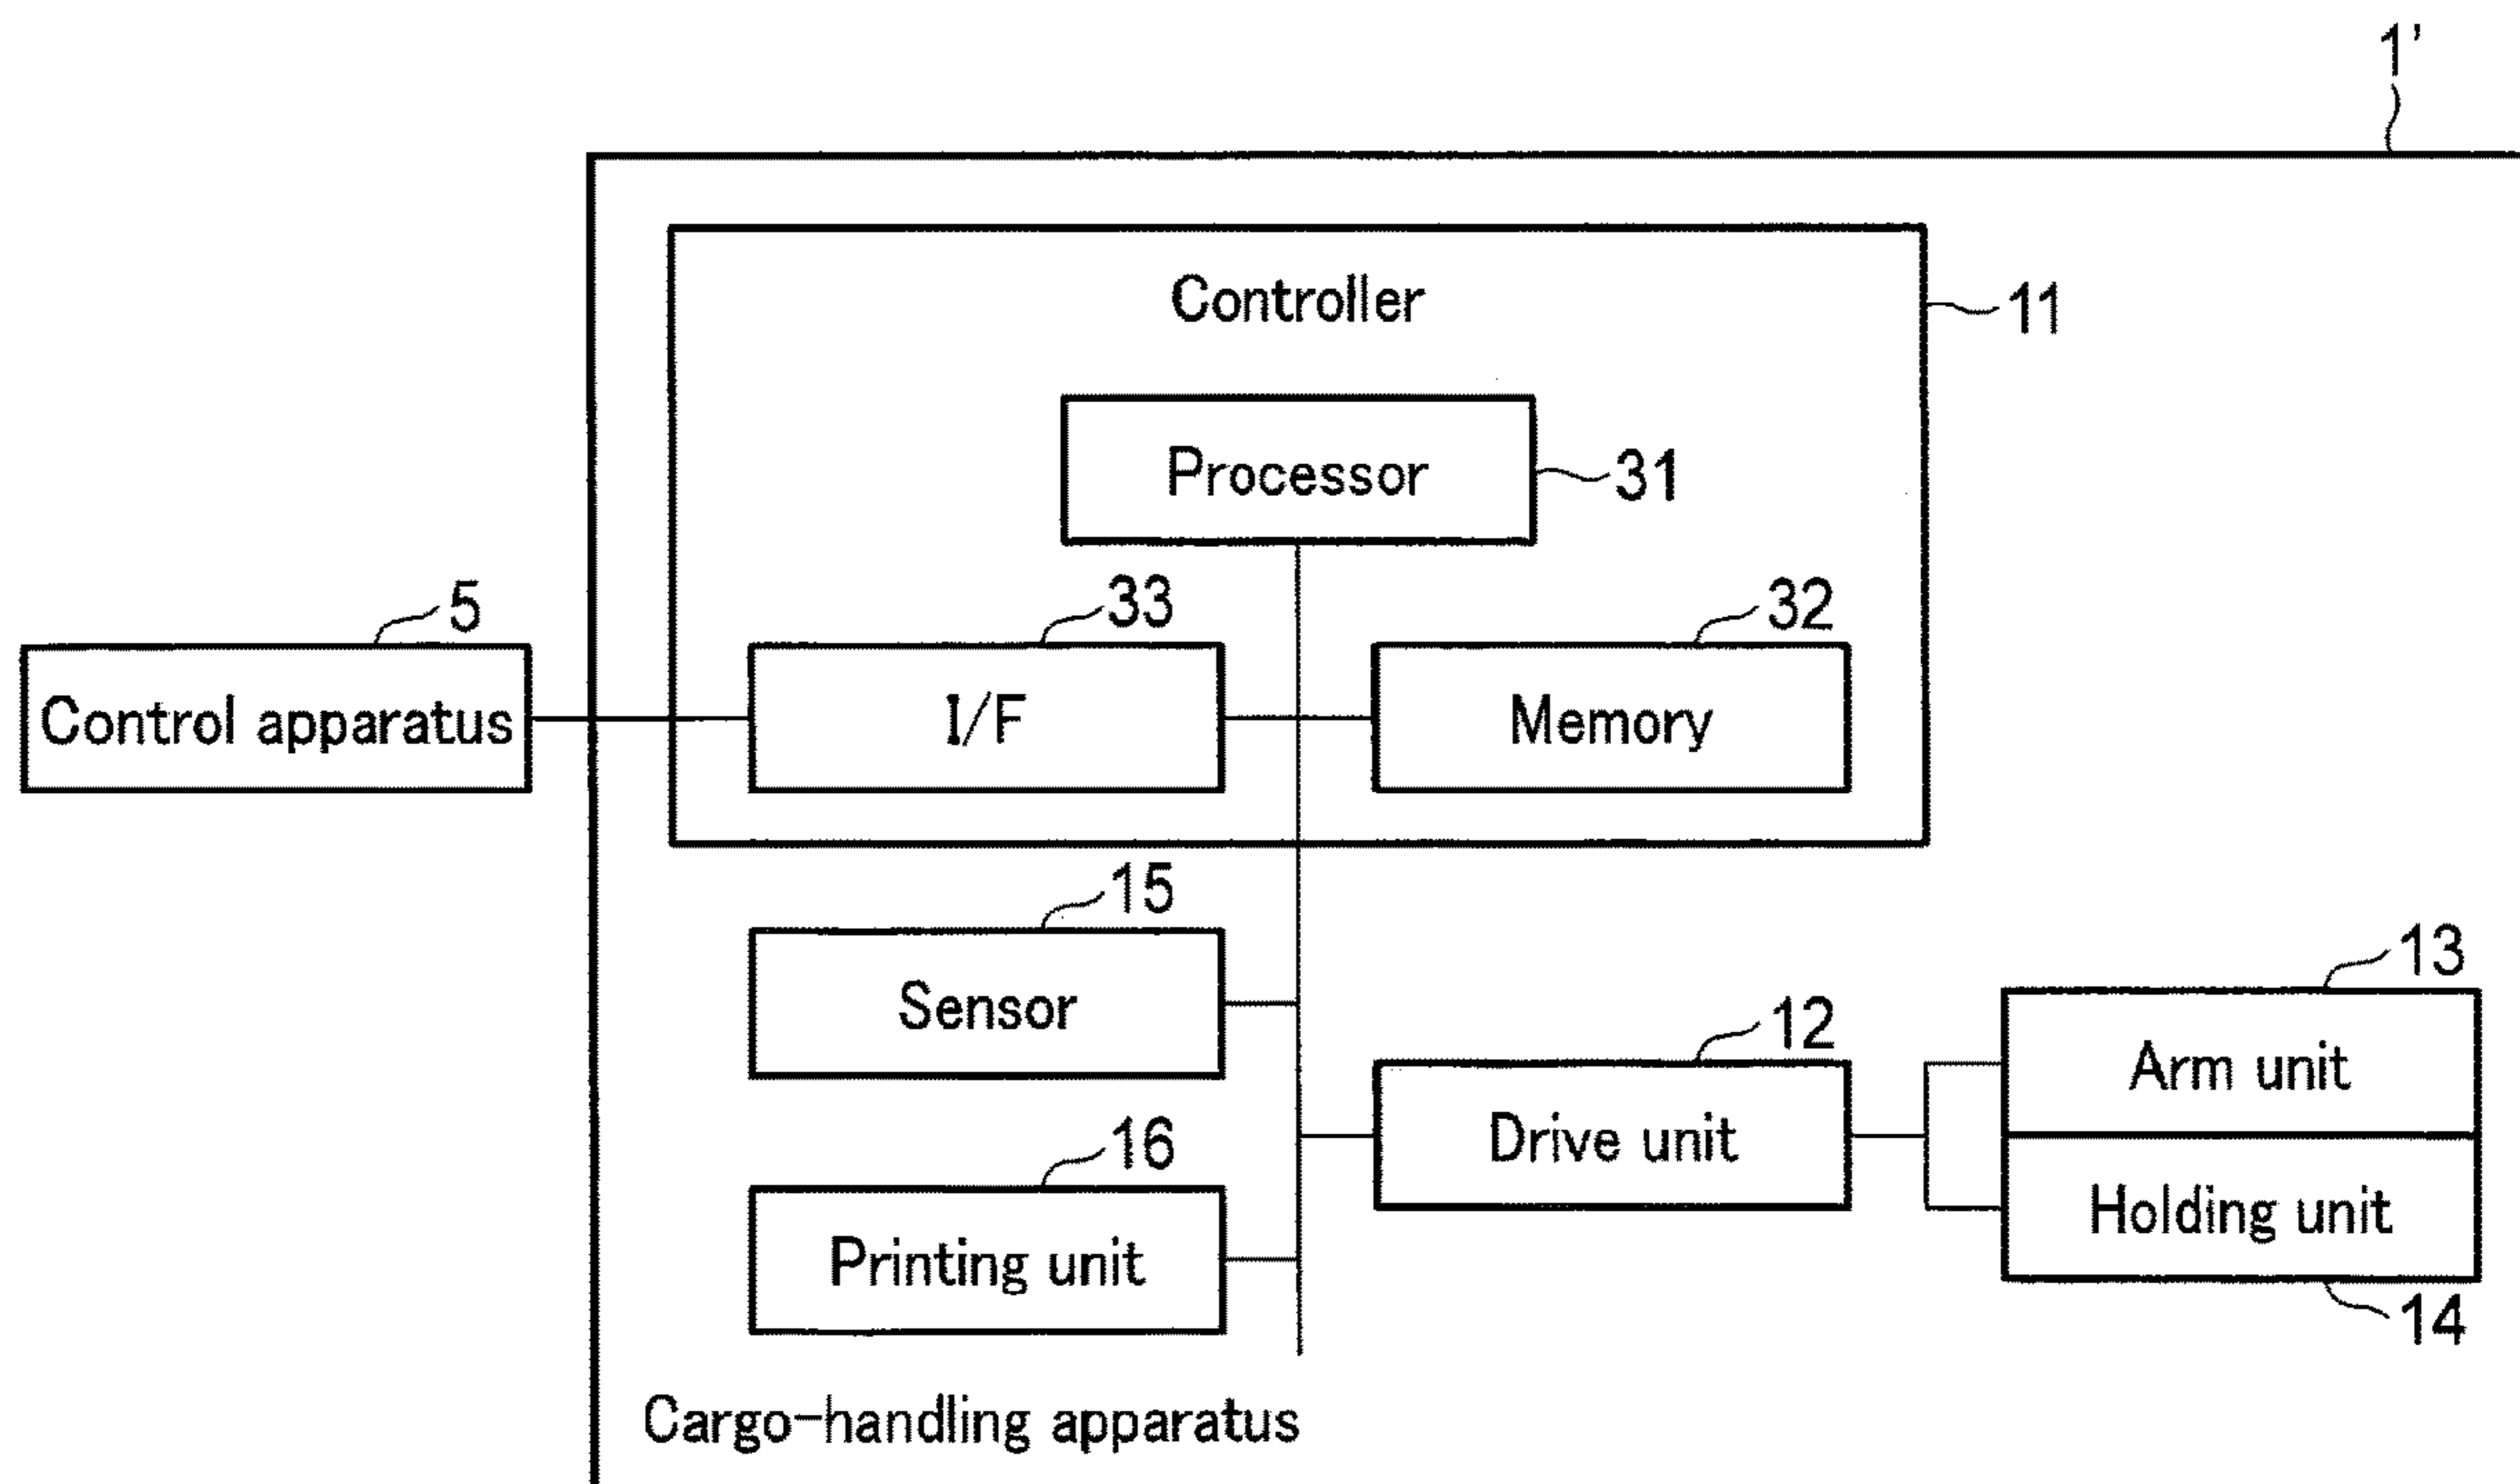 1'
Controller
11
Processor
31
5
33
32
Control apparatus
I/F
Memory
15
Sensor
13
12
Arm unit
16
Drive unit
Printing unit
Holding unit
14
Cargo-handling apparatus